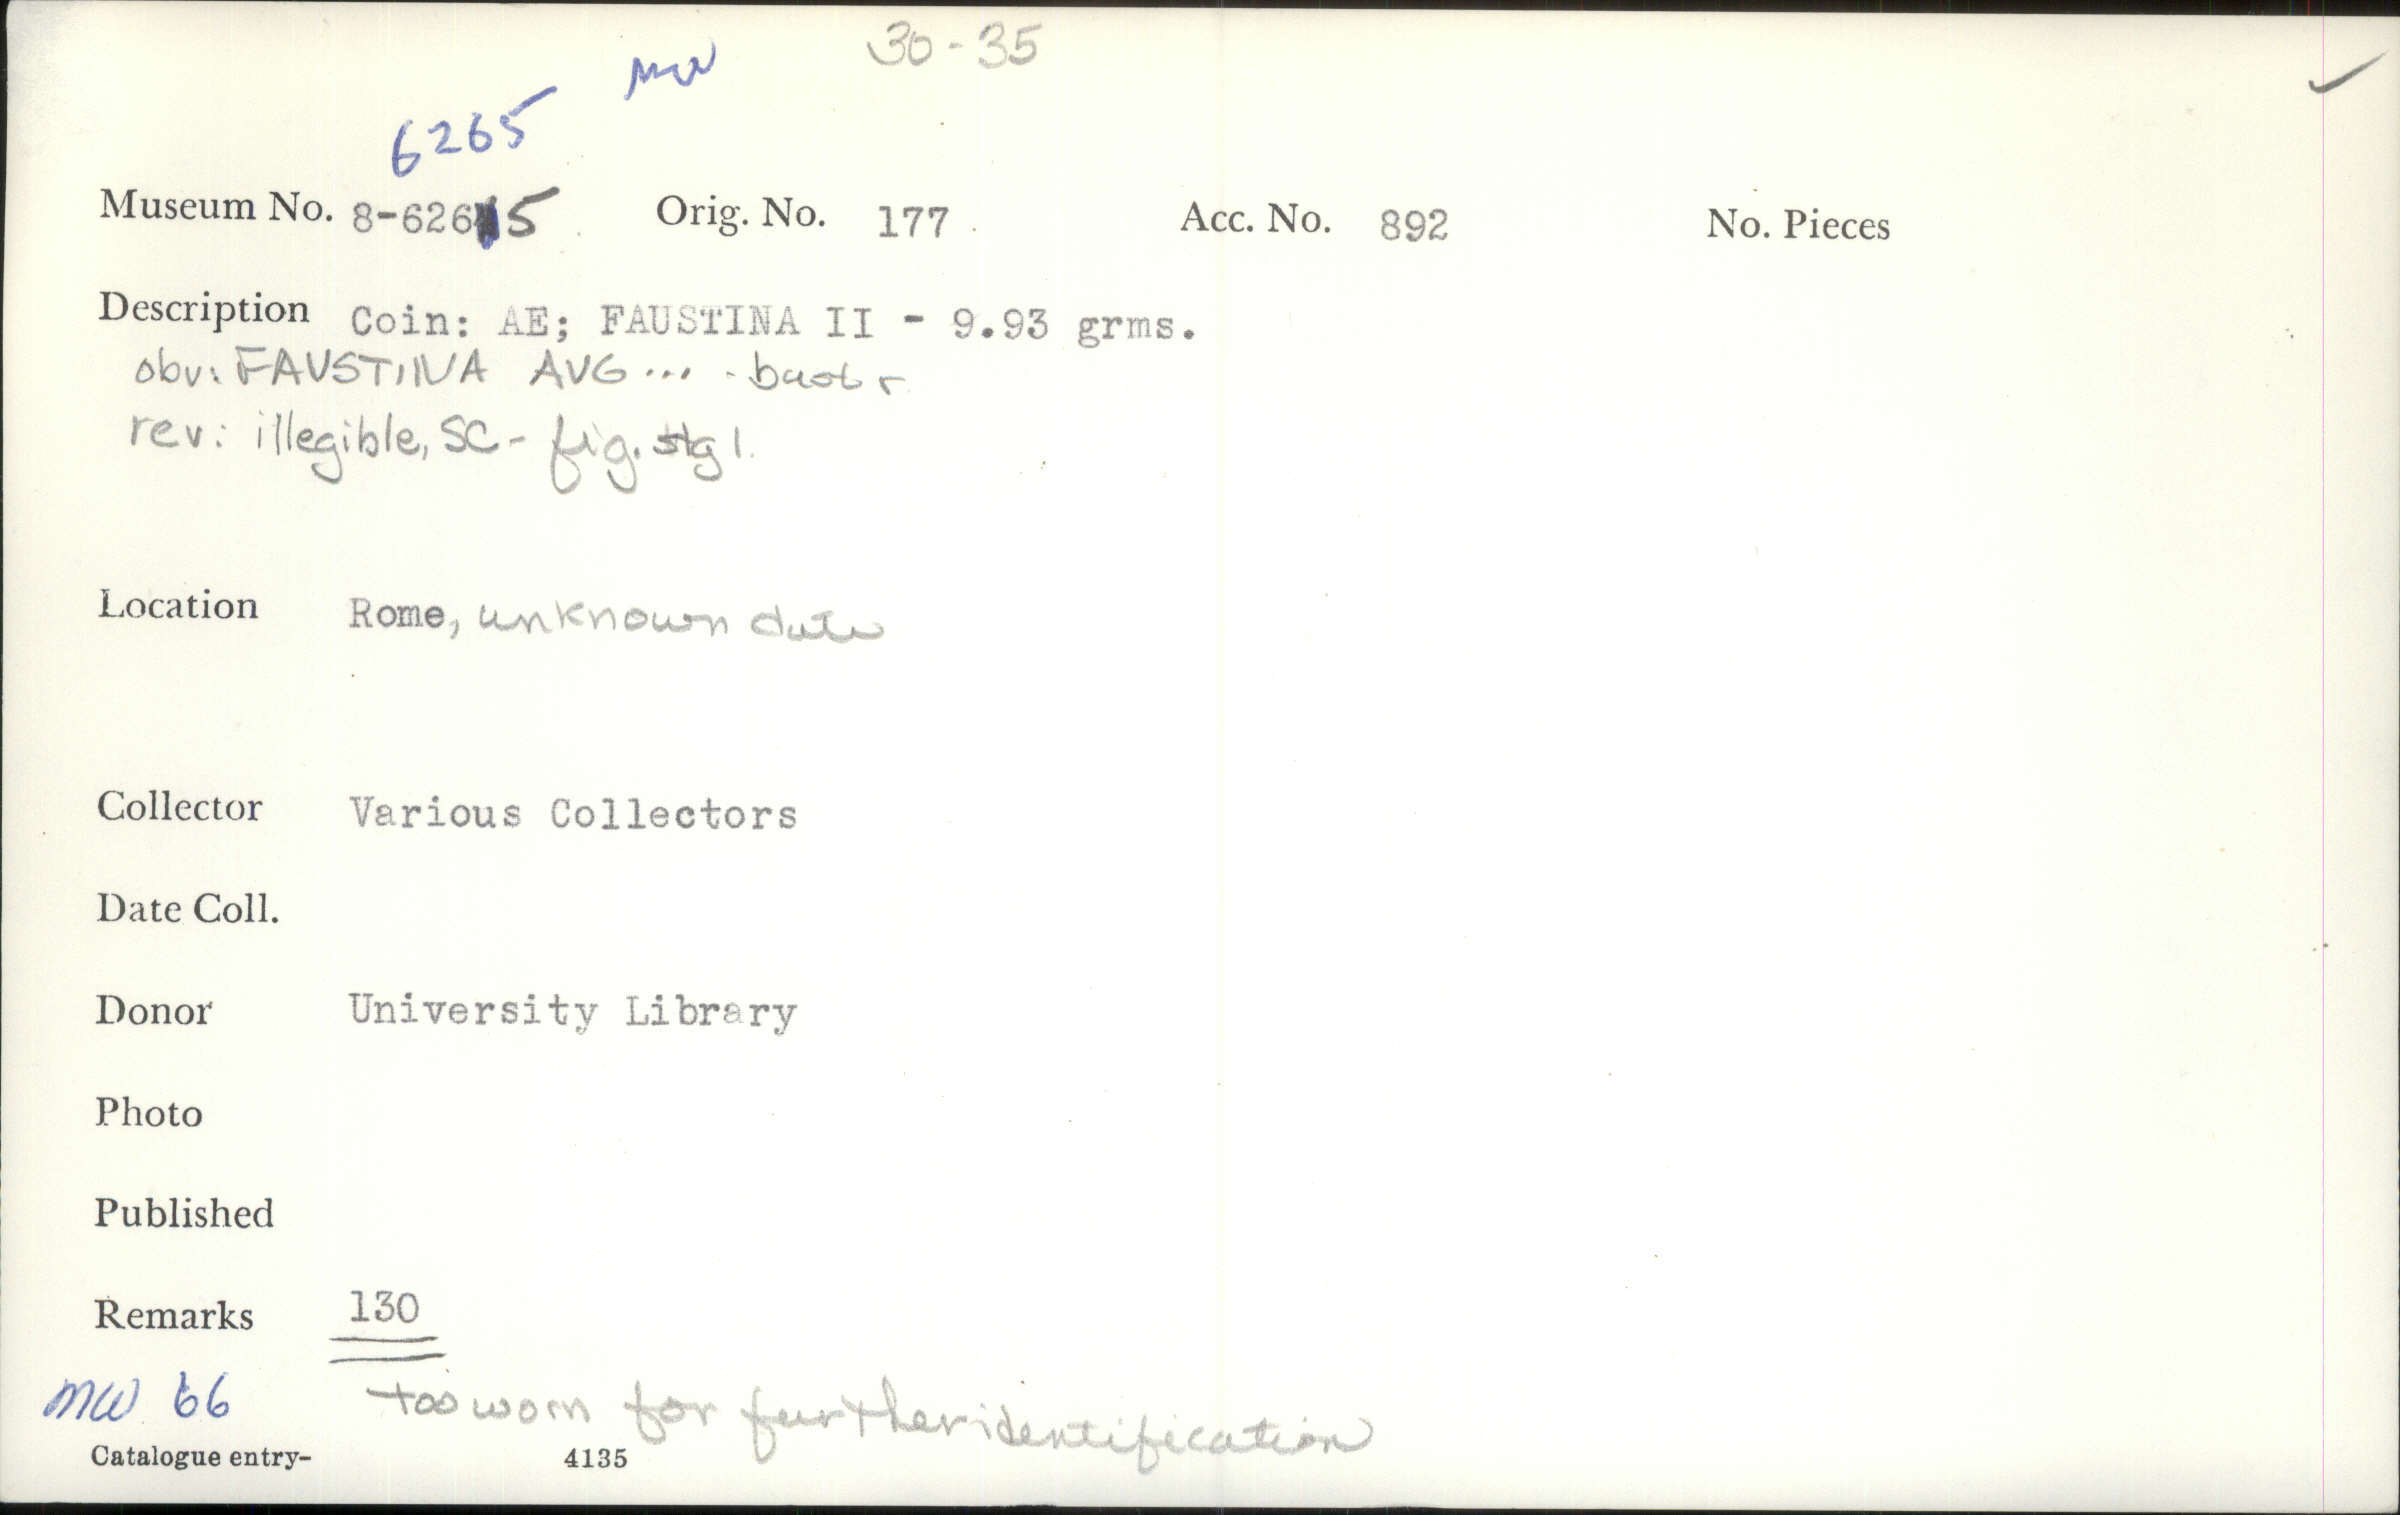 MW 30-35
6265
Museum No. 8-6265 Orig. No. 177 Acc. No. 892 No. Pieces
Description Coin: AE; FAUSTINA II - 9.93 grms.
obv: FAVSTINA AVG... - bust r
rev: illegible, SC - fig. stg l.
Location Rome, unknown date
Collector Various Collectors
Date Coll.
Donor University Library
Photo
Published
Remarks 130
MW 66 too worn for further identification
Catalogue entry- 4135